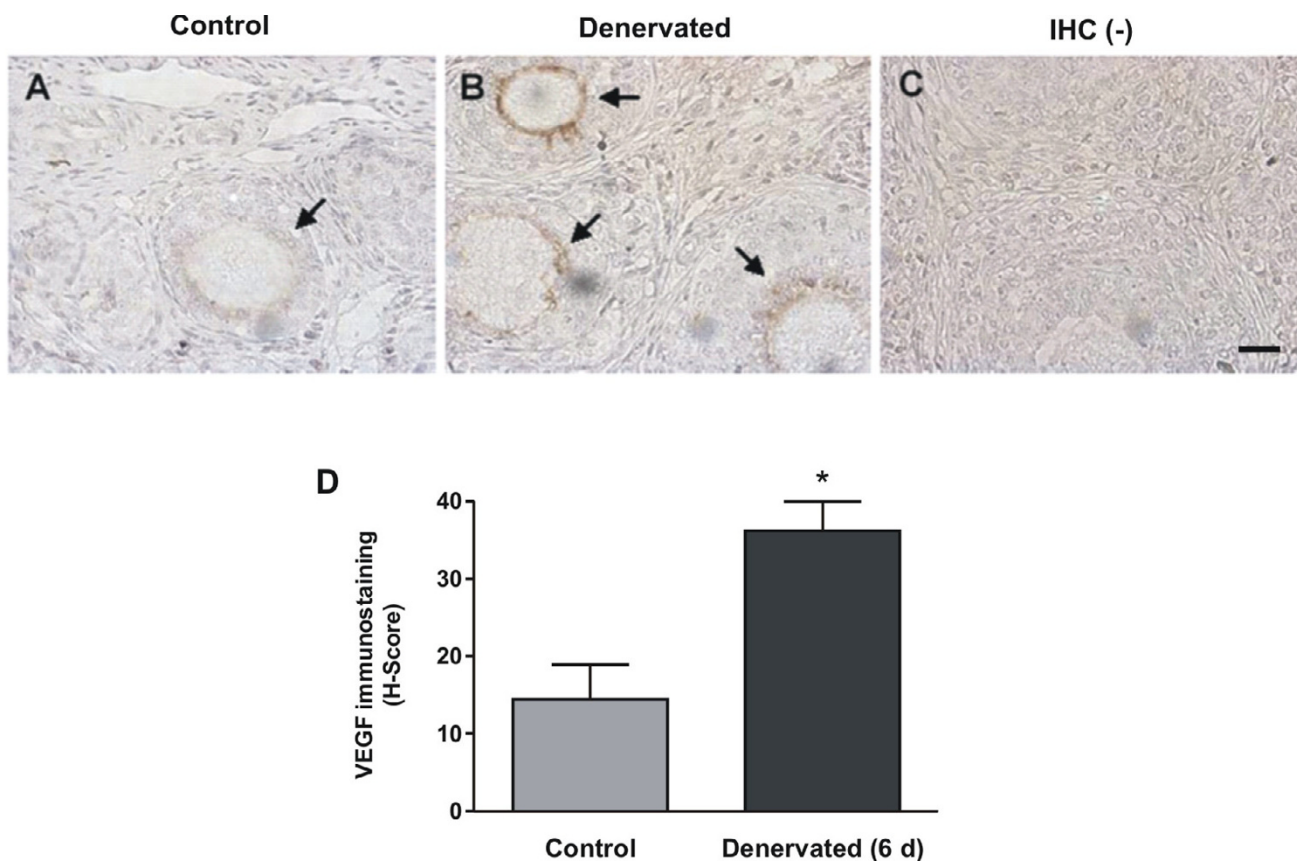 Control
Denervated
IHC (-)
A
B
C
D
*
VEGF immunostaining
(H-Score)
40
30
20
10
0
Control
Denervated (6 d)